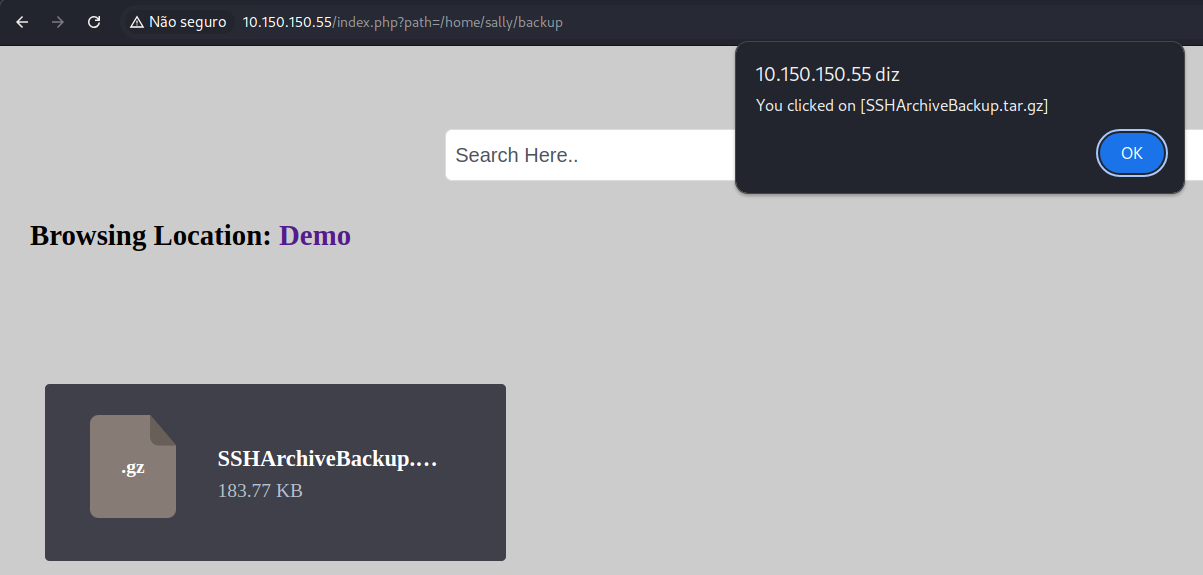 Não seguro 10.150.150.55/index.php?path=/home/sally/backup
10.150.150.55 diz
You clicked on [SSHArchiveBackup.tar.gz]
OK
Search Here..
Browsing Location: Demo
.gz
SSHArchiveBackup.…
183.77 KB